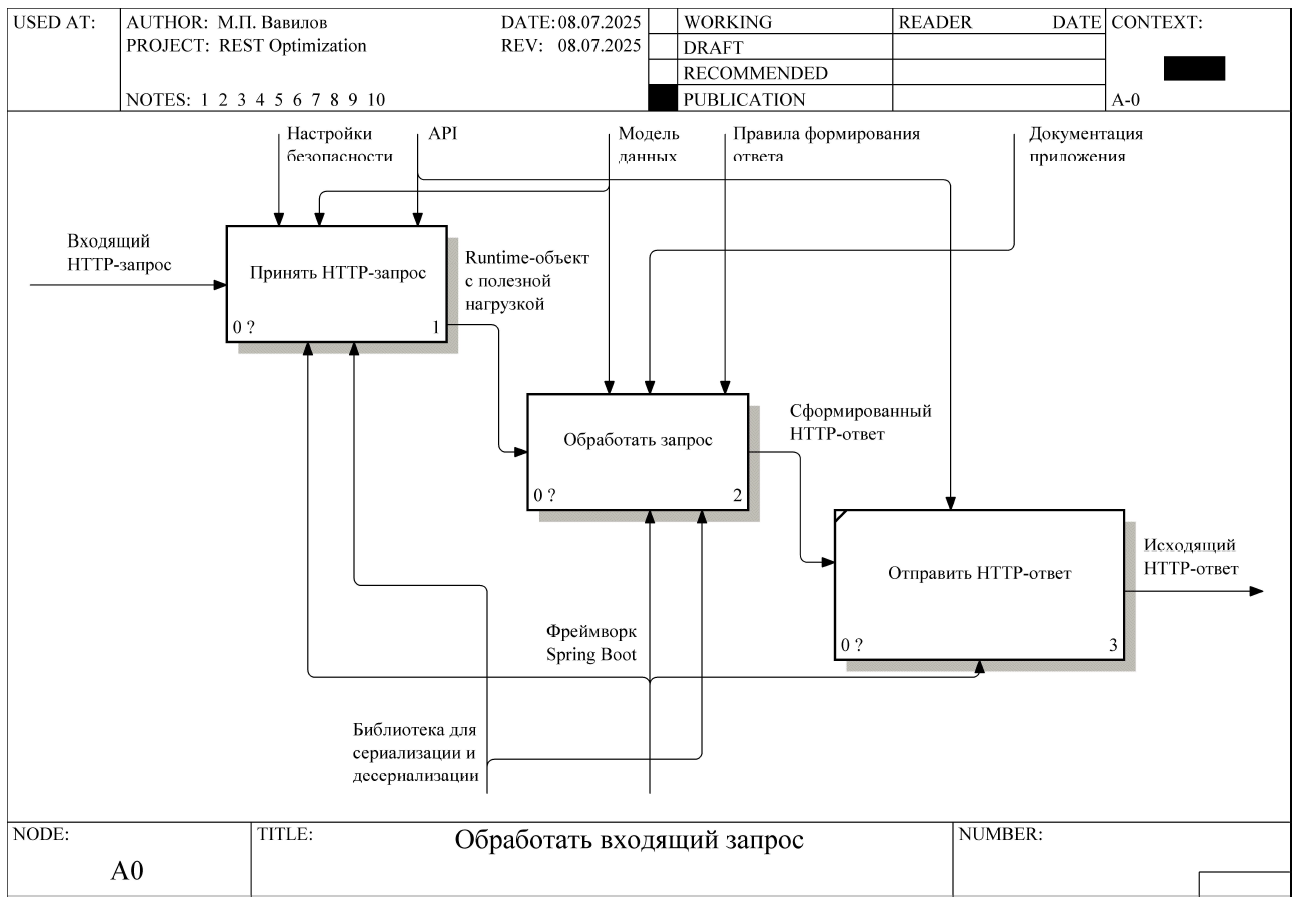 USED AT:
AUTHOR: М.П. Вавилов
DATE: 08.07.2025
PROJECT: REST Optimization
REV: 08.07.2025
NOTES: 1 2 3 4 5 6 7 8 9 10
WORKING
DRAFT
RECOMMENDED
PUBLICATION
READER DATE
CONTEXT:
A-0
Настройки
безопасности
API
Модель
данных
Правила формирования
ответа
Документация
приложения
Входящий
HTTP-запрос
Принять HTTP-запрос
0 ? 1
Runtime-объект
с полезной
нагрузкой
Обработать запрос
0 ? 2
Сформированный
HTTP-ответ
Отправить HTTP-ответ
0 ? 3
Исходящий
HTTP-ответ
Фреймворк
Spring Boot
Библиотека для
сериализации и
десериализации
NODE:
A0
TITLE:
Обработать входящий запрос
NUMBER: